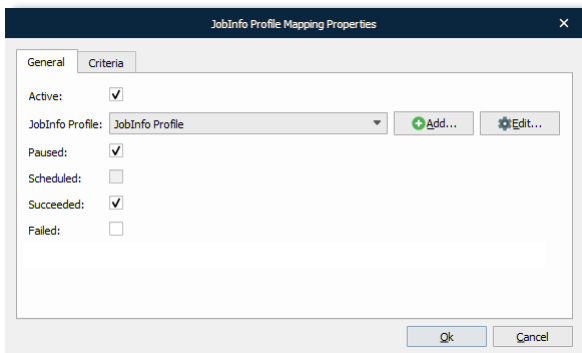 JobInfo Profile Mapping Properties
General Criteria
Active:
JobInfo Profile: JobInfo Profile Add... Edit...
Paused:
Scheduled:
Succeeded:
Failed:
Ok Cancel